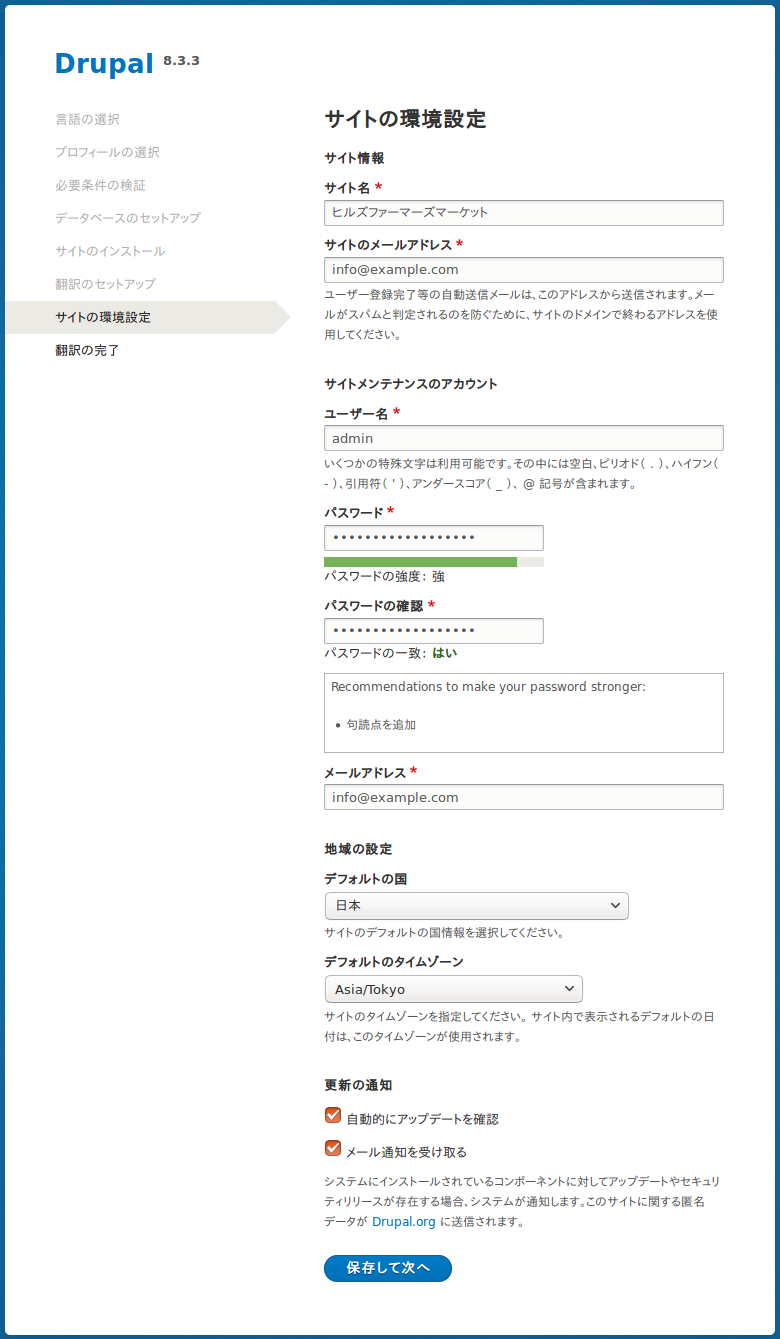 Drupal 8.3.3
言語の選択
プロフィールの選択
必要条件の検証
データベースのセットアップ
サイトのインストール
翻訳のセットアップ
サイトの環境設定
翻訳の完了
サイトの環境設定
サイト情報
サイト名 *
ヒルズファーマーズマーケット
サイトのメールアドレス *
info@example.com
ユーザー登録完了等の自動送信メールは、このアドレスから送信されます。メー
ルがスパムと判定されるのを防ぐために、サイトのドメインで終わるアドレスを使
用してください。
サイトメンテナンスのアカウント
ユーザー名 *
admin
いくつかの特殊文字は利用可能です。その中には空白、ピリオド( . )、ハイフン(
- )、引用符( ' )、アンダースコア( _ )、 @ 記号が含まれます。
パスワード *
••••••••••••••••••
パスワードの強度: 強
パスワードの確認 *
••••••••••••••••••
パスワードの一致: はい
Recommendations to make your password stronger:
• 句読点を追加
メールアドレス *
info@example.com
地域の設定
デフォルトの国
日本
サイトのデフォルトの国情報を選択してください。
デフォルトのタイムゾーン
Asia/Tokyo
サイトのタイムゾーンを指定してください。 サイト内で表示されるデフォルトの日
付は、このタイムゾーンが使用されます。
更新の通知
自動的にアップデートを確認
メール通知を受け取る
システムにインストールされているコンポーネントに対してアップデートやセキュリ
ティリリースが存在する場合、システムが通知します。このサイトに関する匿名
データが Drupal.org に送信されます。
保存して次へ